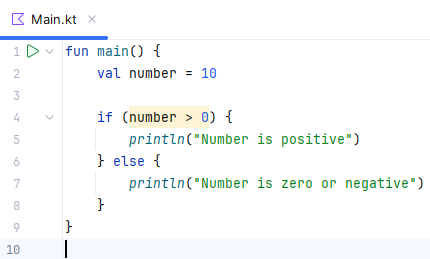 Main.kt ×
1 fun main() {
2     val number = 10
3
4     if (number > 0) {
5         println("Number is positive")
6     } else {
7         println("Number is zero or negative")
8     }
9 }
10